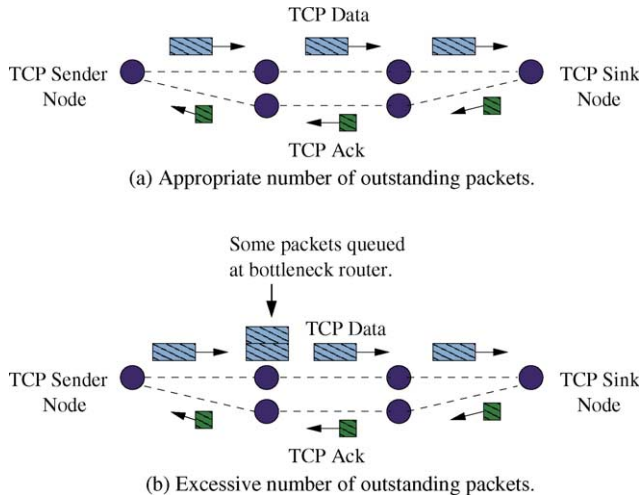 TCP Data
TCP Sender
Node
TCP Sink
Node
TCP Ack
(a) Appropriate number of outstanding packets.
Some packets queued
at bottleneck router.
TCP Data
TCP Sender
Node
TCP Sink
Node
TCP Ack
(b) Excessive number of outstanding packets.